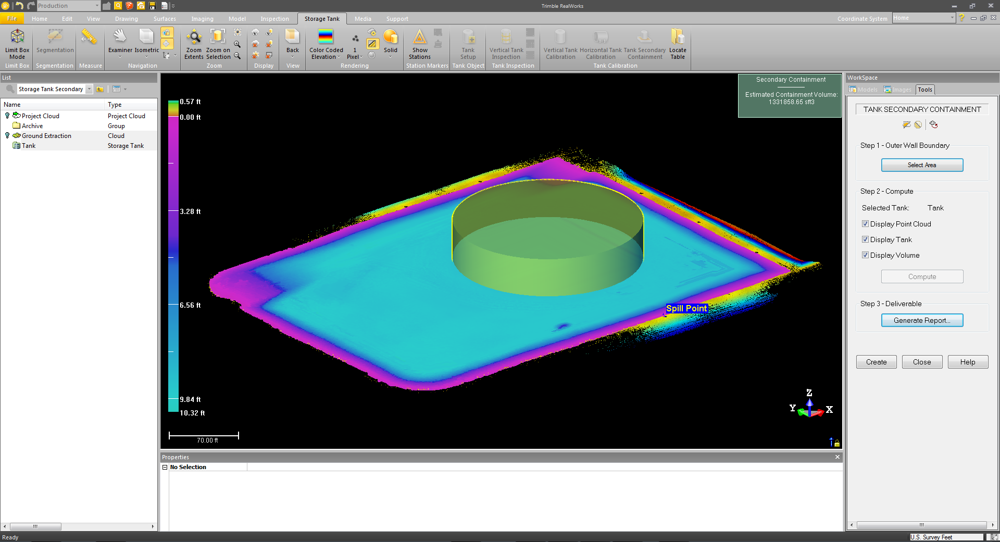 Production
Trimble RealWorks
File
Home
Edit
View
Drawing
Surfaces
Imaging
Model
Inspection
Storage Tank
Media
Support
Coordinate System
Home
Limit Box Mode
Limit Box
Segmentation
Segmentation
Measure
Examiner
Isometric
Navigation
Zoom Extents
Zoom on Selection
Zoom
Display
Back
View
Color Coded Elevation
1 Pixel
Solid
Rendering
Show Stations
Station Markers
Tank Setup
Tank Object
Vertical Tank Inspection
Tank Inspection
Vertical Tank Calibration
Horizontal Tank Calibration
Tank Secondary Containment
Locate Table
Tank Calibration
List
Storage Tank Secondary
Name Type
Project Cloud Project Cloud
Archive Group
Ground Extraction Cloud
Tank Storage Tank
0.57 ft
0.00 ft
3.28 ft
6.56 ft
9.84 ft
10.32 ft
70.00 ft
Secondary Containment
Estimated Containment Volume:
1331858.65 sft3
Spill Point
Z
Y
X
Properties
No Selection
WorkSpace
Models
Images
Tools
TANK SECONDARY CONTAINMENT
Step 1 - Outer Wall Boundary
Select Area
Step 2 - Compute
Selected Tank: Tank
Display Point Cloud
Display Tank
Display Volume
Compute
Step 3 - Deliverable
Generate Report...
Create
Close
Help
Ready
U.S. Survey Feet